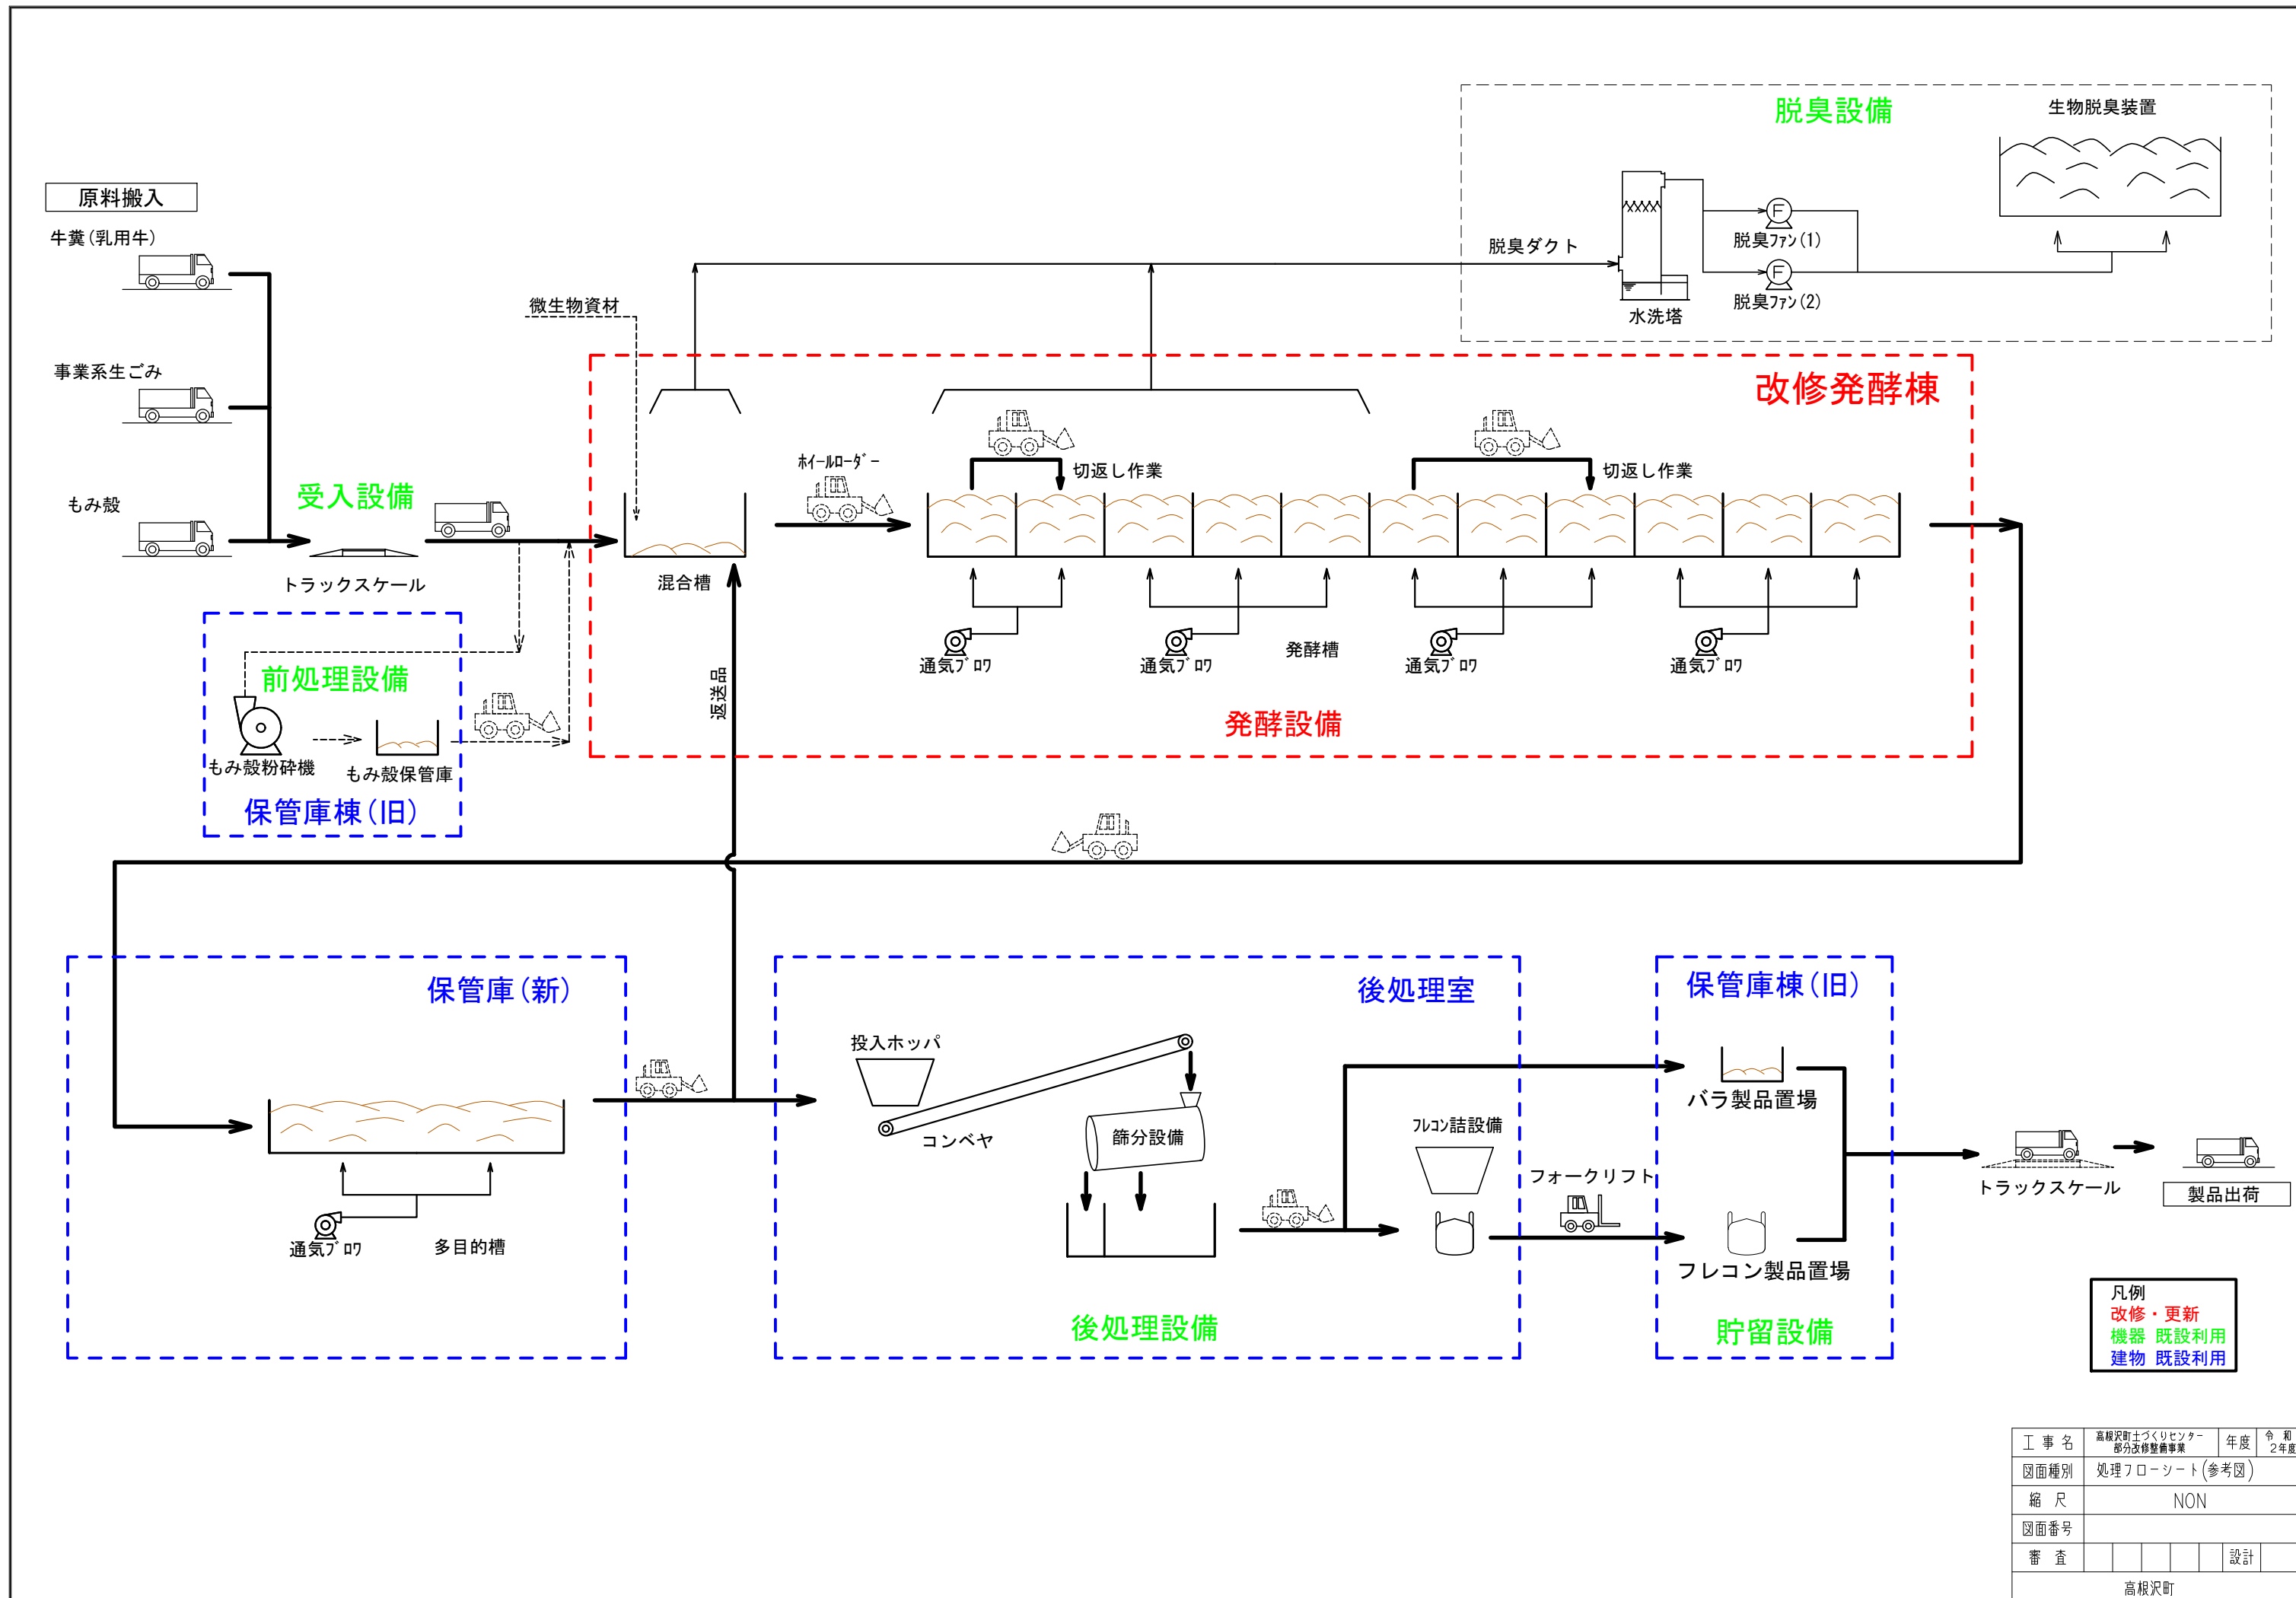 脱臭設備
生物脱臭装置
原料搬入
牛糞(乳用牛)
脱臭ダクト
脱臭ﾌｧﾝ(1)
脱臭ﾌｧﾝ(2)
水洗塔
微生物資材
事業系生ごみ
改修発酵棟
ﾎｲｰﾙﾛｰﾀﾞｰ
切返し作業
切返し作業
もみ殻
受入設備
トラックスケール
混合槽
通気ﾌﾞﾛﾜ
通気ﾌﾞﾛﾜ
発酵槽
通気ﾌﾞﾛﾜ
通気ﾌﾞﾛﾜ
前処理設備
返送品
発酵設備
もみ殻粉砕機
もみ殻保管庫
保管庫棟(旧)
保管庫(新)
後処理室
保管庫棟(旧)
投入ホッパ
コンベヤ
篩分設備
ﾌﾚｺﾝ詰設備
バラ製品置場
フォークリフト
トラックスケール
製品出荷
通気ﾌﾞﾛﾜ
多目的槽
フレコン製品置場
後処理設備
貯留設備
凡例
改修・更新
機器 既設利用
建物 既設利用
工事名
高根沢町土づくりセンター
部分改修整備事業
年度
令和
2年度
図面種別
処理フローシート(参考図)
縮尺
NON
図面番号
審査
設計
高根沢町
F
F